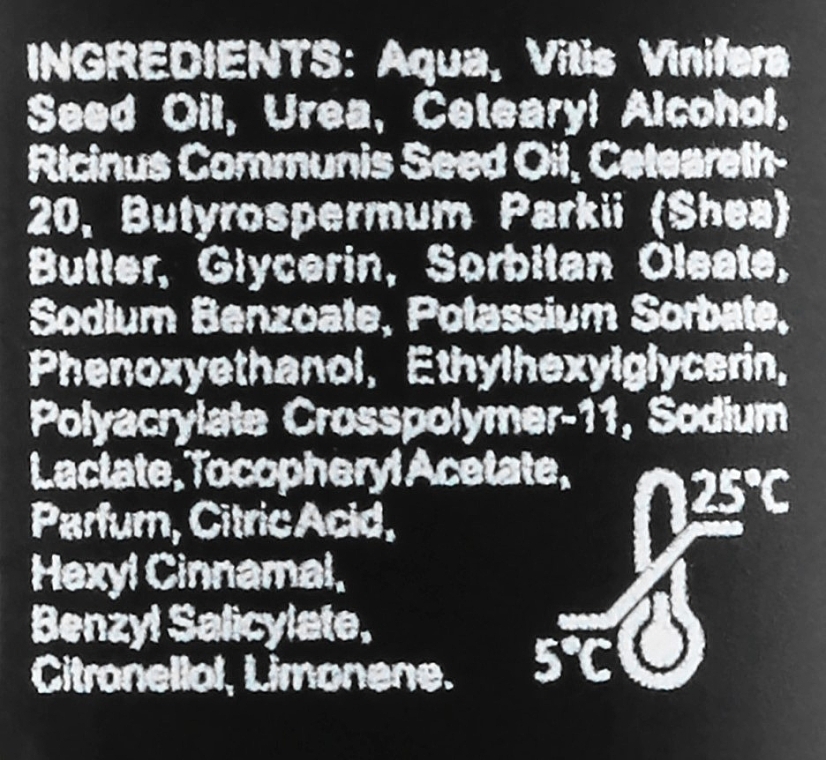 INGREDIENTS: Aqua, Vitis Vinifera
Seed Oil, Urea, Cetearyl Alcohol,
Ricinus Communis Seed Oil, Ceteareth-
20, Butyrospermum Parkii (Shea)
Butter, Glycerin, Sorbitan Oleate,
Sodium Benzoate, Potassium Sorbate,
Phenoxyethanol, Ethylhexylglycerin,
Polyacrylate Crosspolymer-11, Sodium
Lactate, Tocopheryl Acetate,
Parfum, Citric Acid,
Hexyl Cinnamal,
Benzyl Salicylate,
Citronellol, Limonene.
25°C
5°C